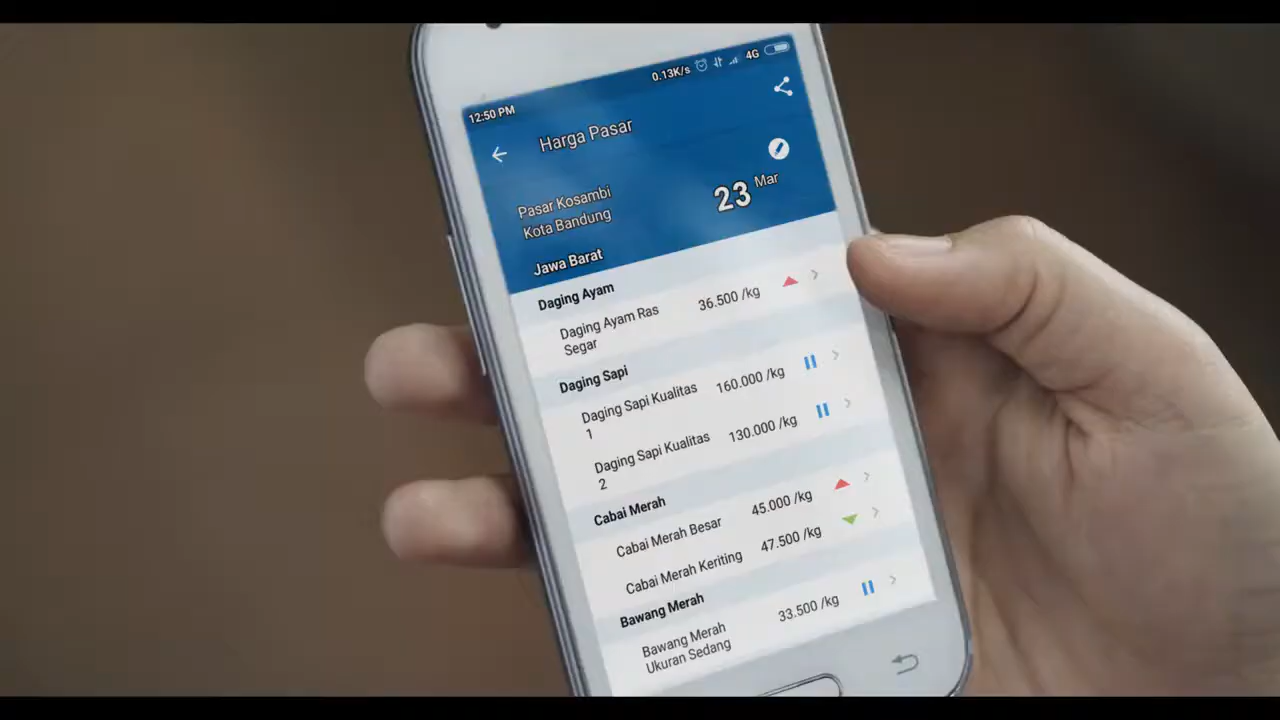 12:50 PM
0.13K/s
4G
Harga Pasar
Pasar Kosambi
Kota Bandung
23 Mar
Jawa Barat
Daging Ayam
Daging Ayam Ras
Segar
36.500 /kg
Daging Sapi
Daging Sapi Kualitas
1
160.000 /kg
Daging Sapi Kualitas
2
130.000 /kg
Cabai Merah
Cabai Merah Besar
45.000 /kg
Cabai Merah Keriting
47.500 /kg
Bawang Merah
Bawang Merah
Ukuran Sedang
33.500 /kg